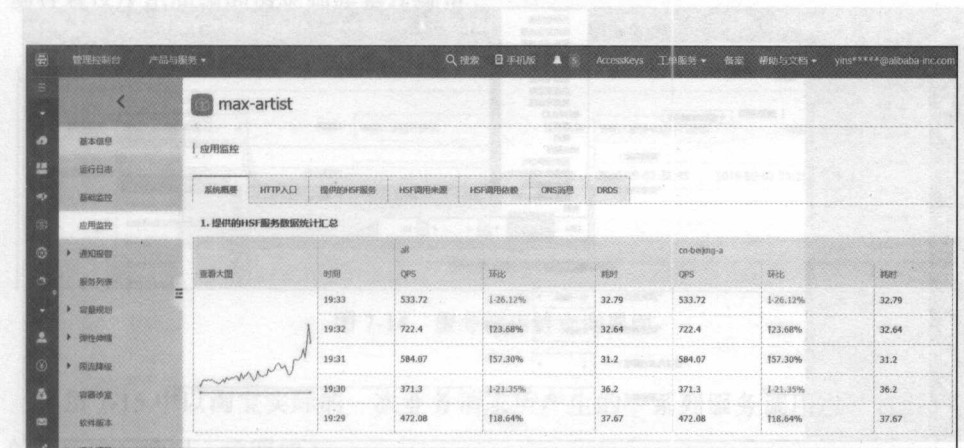 管理控制台 产品与服务 搜索 手机版 5 AccessKeys 工单服务 备案 帮助与文档 yins*****@alibaba-inc.com
max-artist
基本信息
应用监控
运行日志
基础监控
系统概要 HTTP入口 提供的HSF服务 HSF调用来源 HSF调用依赖 ONS消息 DRDS
应用监控
1. 提供的HSF服务数据统计汇总
通知报警
all cn-beijing-a
服务列表
查看大图 时间 QPS 环比 耗时 QPS 环比 耗时
容量规划
19:33 533.72 ↓-26.12% 32.79 533.72 ↓-26.12% 32.79
弹性伸缩
19:32 722.4 ↑23.68% 32.64 722.4 ↑23.68% 32.64
限流降级
19:31 584.07 ↑57.30% 31.2 584.07 ↑57.30% 31.2
容器诊室
19:30 371.3 ↓-21.35% 36.2 371.3 ↓-21.35% 36.2
软件版本
19:29 472.08 ↑18.64% 37.67 472.08 ↑18.64% 37.67